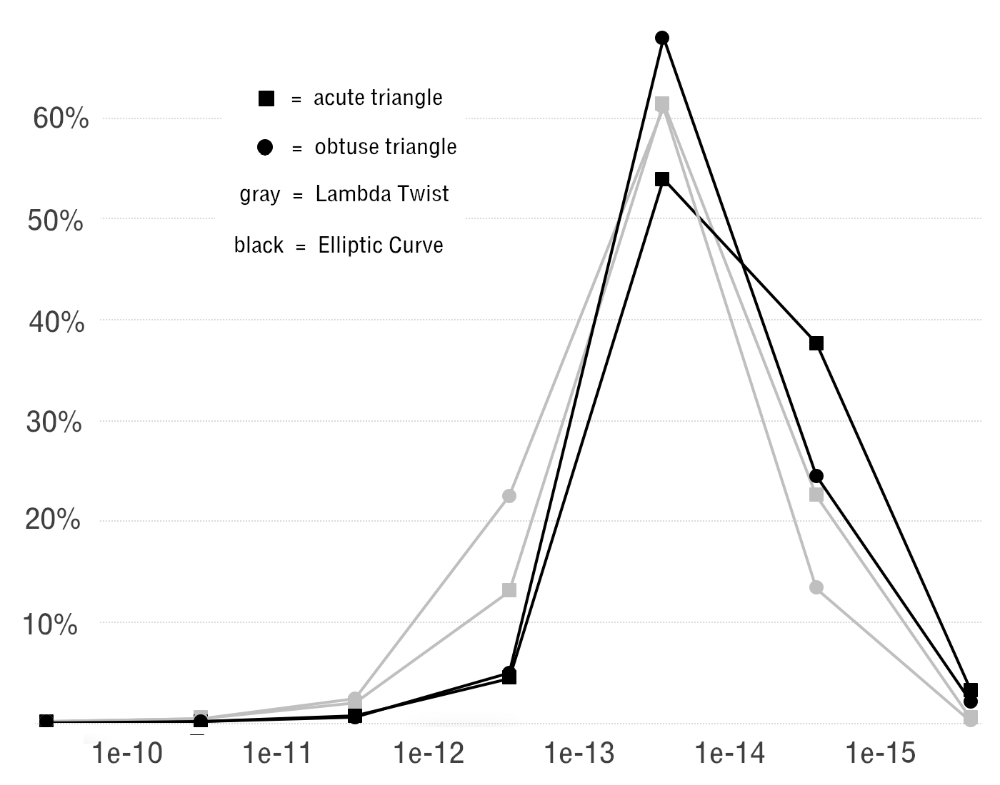 ■ = acute triangle
60%
● = obtuse triangle
gray = Lambda Twist
50%
black = Elliptic Curve
40%
30%
20%
10%
1e-10 1e-11 1e-12 1e-13 1e-14 1e-15